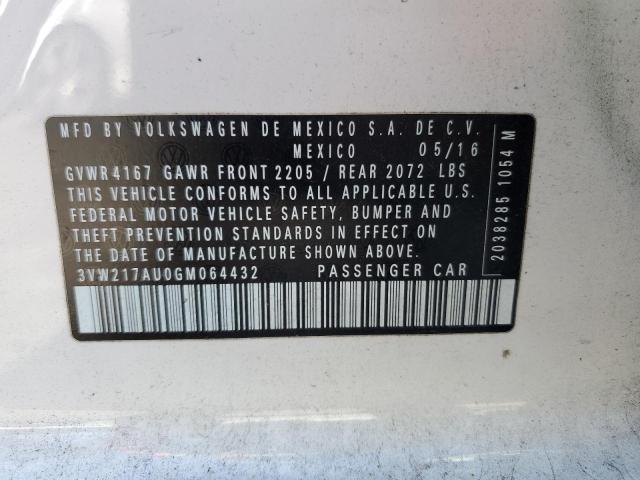 MFD BY VOLKSWAGEN DE MEXICO S.A. DE C.V.
MEXICO 05/16
GVWR 4167 GAWR FRONT 2205 / REAR 2072 LBS
THIS VEHICLE CONFORMS TO ALL APPLICABLE U.S.
FEDERAL MOTOR VEHICLE SAFETY, BUMPER AND
THEFT PREVENTION STANDARDS IN EFFECT ON
THE DATE OF MANUFACTURE SHOWN ABOVE.
3VW217AU0GM064432 PASSENGER CAR
2038285 1054 M